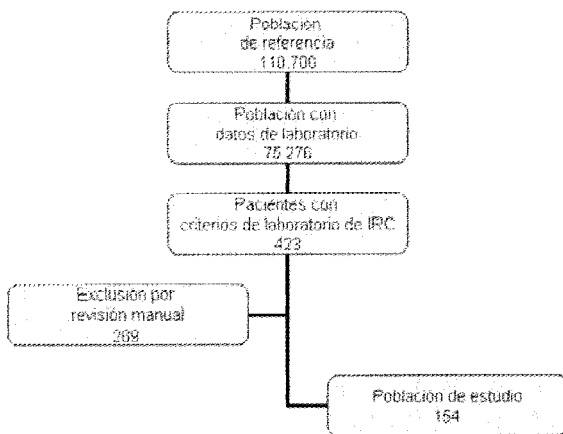 Población
de referencia
110.700
Población con
datos de laboratorio
75.276
Pacientes con
criterios de laboratorio de IRC
423
Exclusión por
revisión manual
269
Población de estudio
154